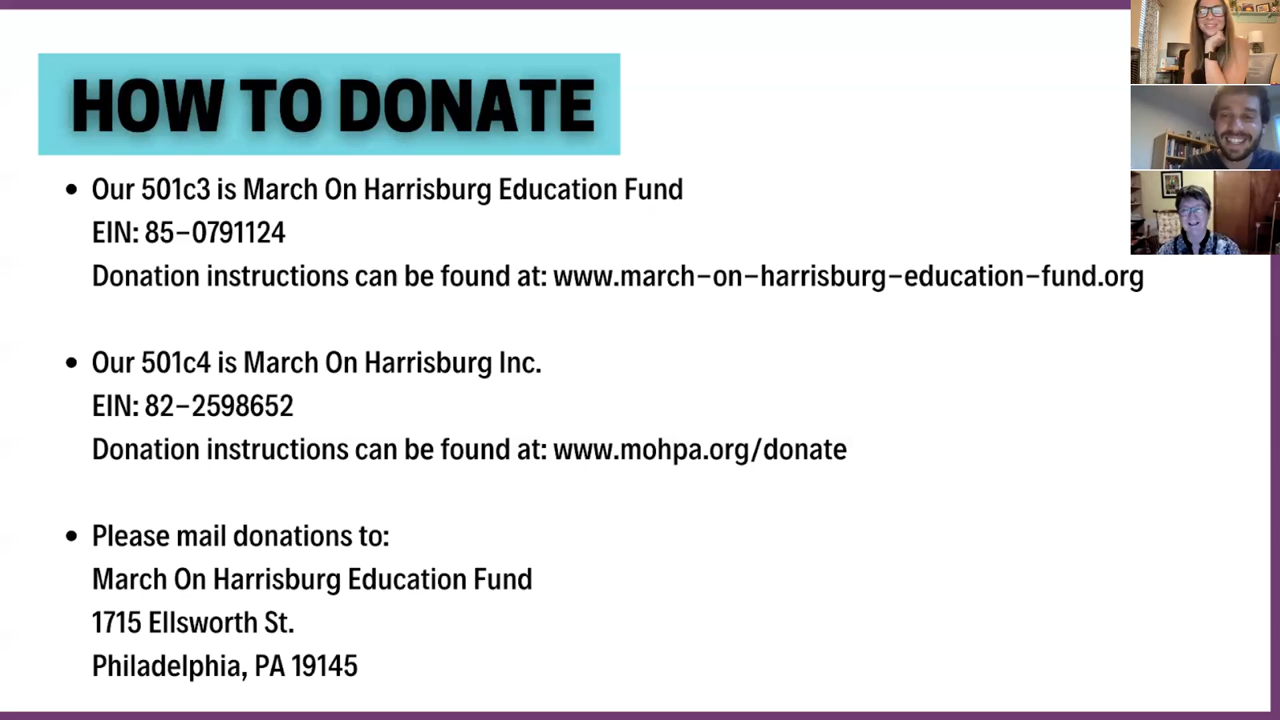 HOW TO DONATE
• Our 501c3 is March On Harrisburg Education Fund
EIN: 85-0791124
Donation instructions can be found at: www.march-on-harrisburg-education-fund.org
• Our 501c4 is March On Harrisburg Inc.
EIN: 82-2598652
Donation instructions can be found at: www.mohpa.org/donate
• Please mail donations to:
March On Harrisburg Education Fund
1715 Ellsworth St.
Philadelphia, PA 19145